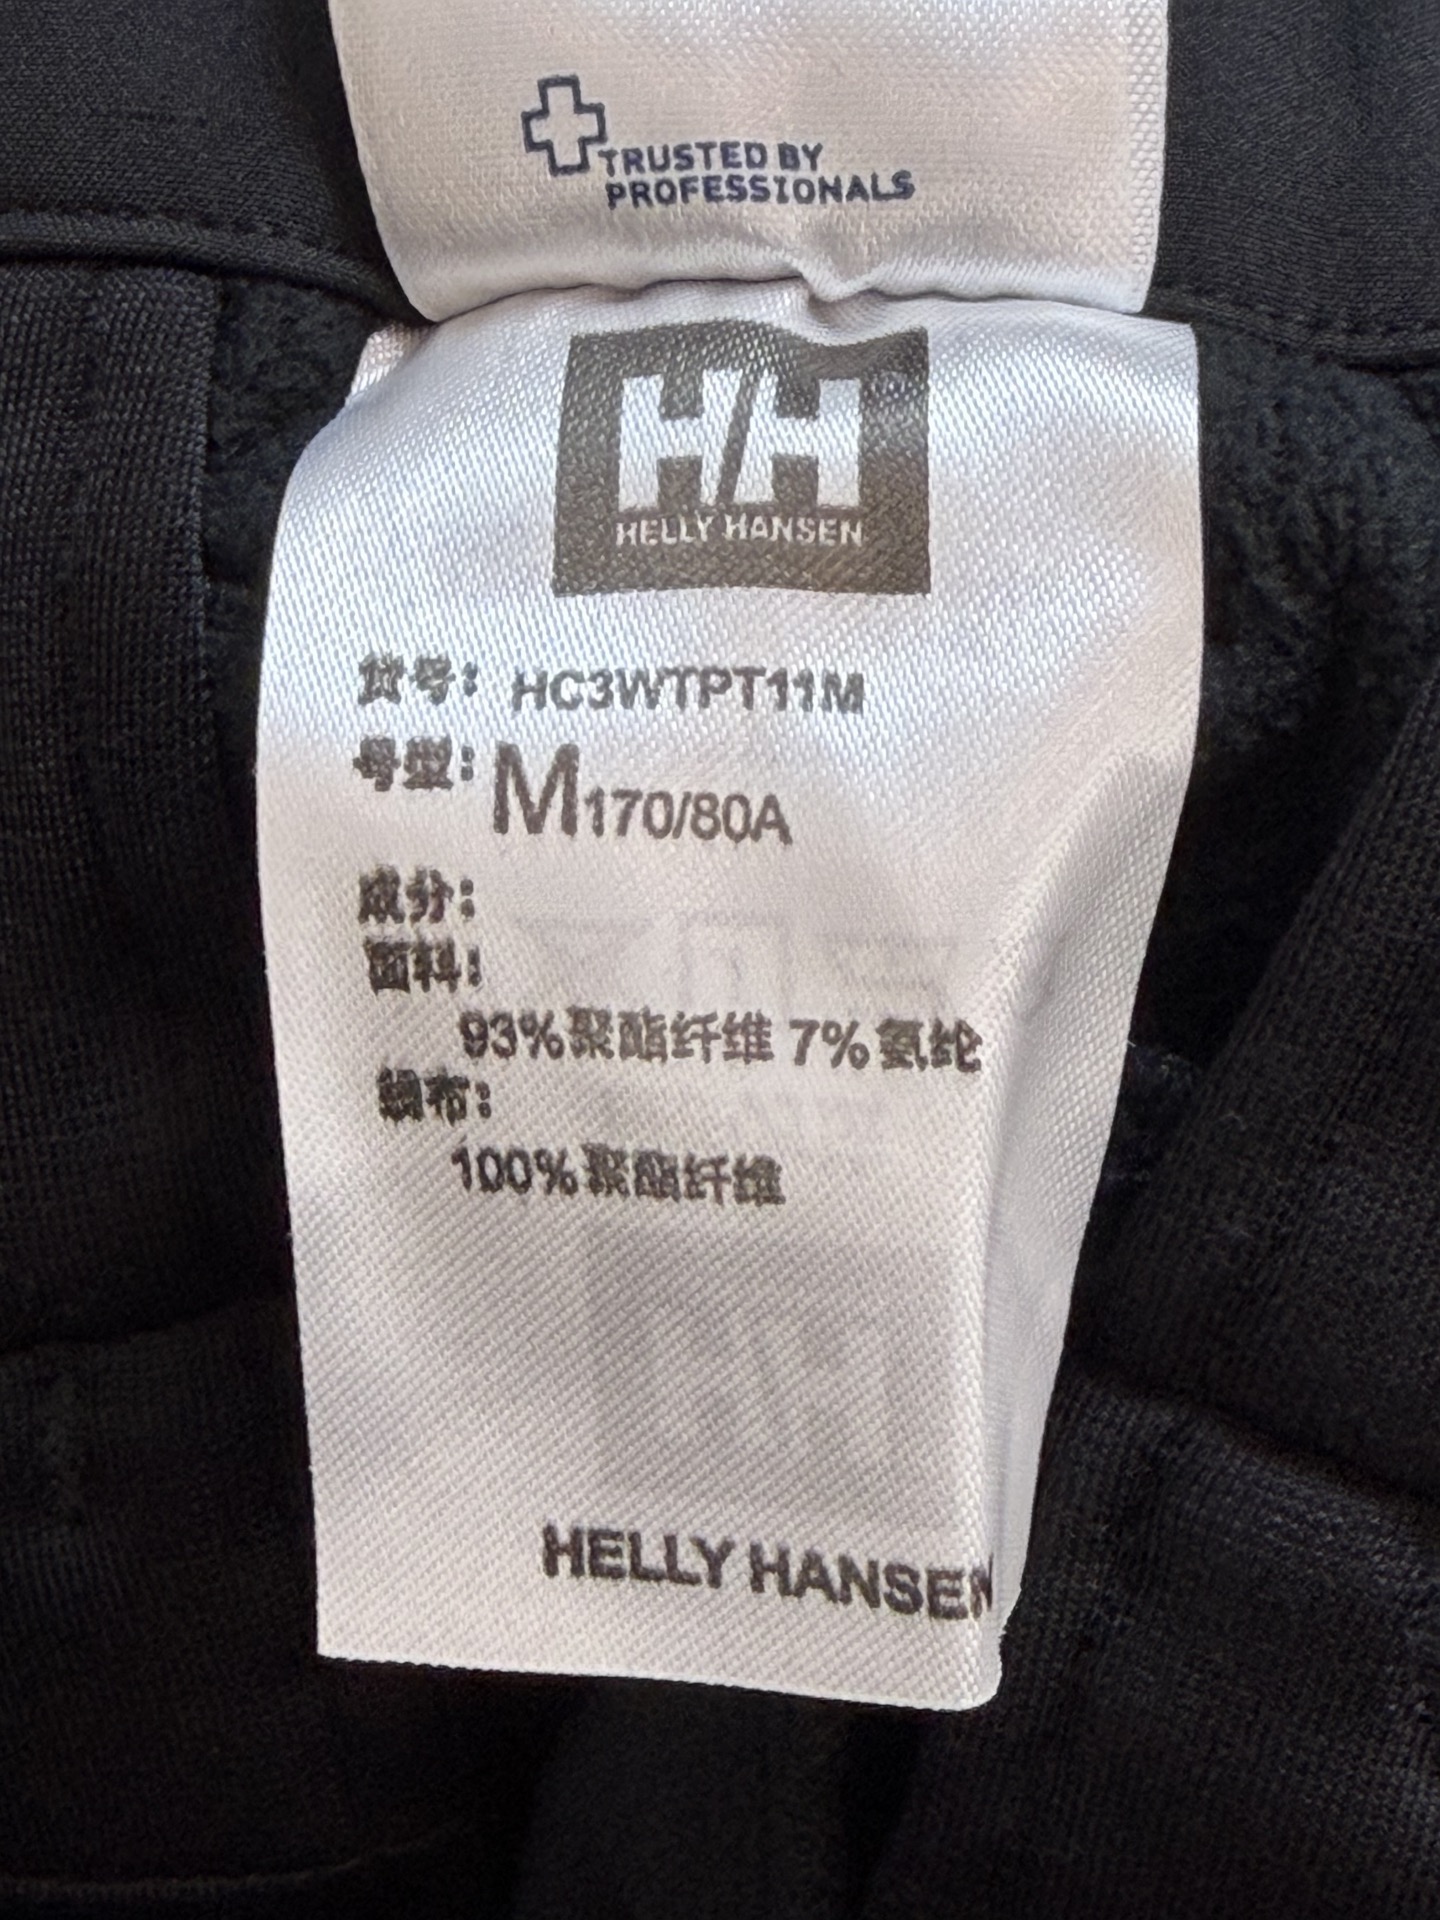 TRUSTED BY
PROFESSIONALS
HH
HELLY HANSEN
货号: HC3WTPT11M
号型: M170/80A
成分:
面料:
93%聚酯纤维 7%氨纶
网布:
100%聚酯纤维
HELLY HANSEN